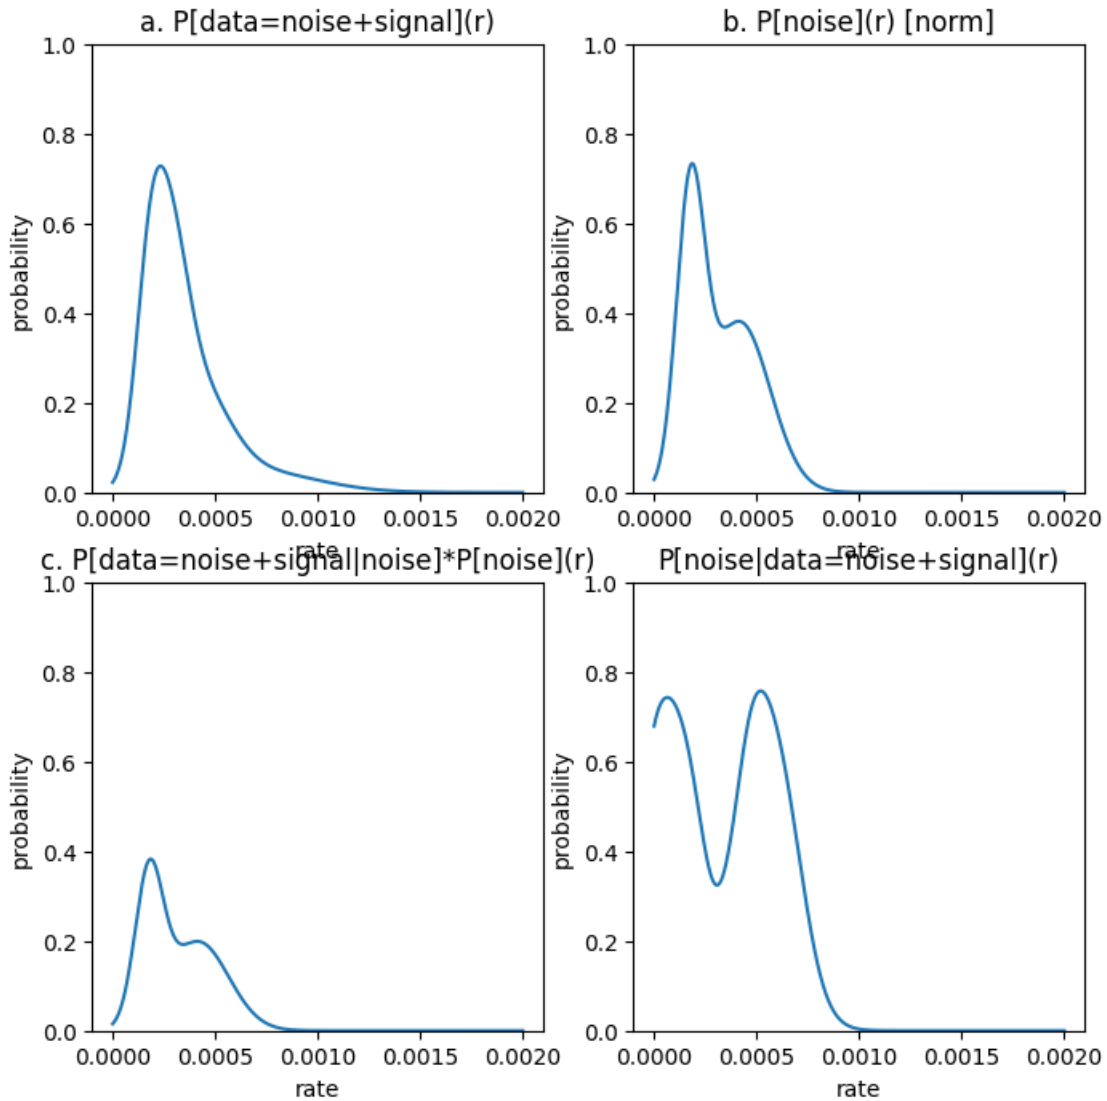 a. P[data=noise+signal](r)
b. P[noise](r) [norm]
1.0
0.8
0.6
0.4
0.2
0.0
probability
0.0000 0.0005 0.0010 0.0015 0.0020
rate
1.0
0.8
0.6
0.4
0.2
0.0
probability
0.0000 0.0005 0.0010 0.0015 0.0020
rate
c. P[data=noise+signal|noise]*P[noise](r)
P[noise|data=noise+signal](r)
1.0
0.8
0.6
0.4
0.2
0.0
probability
0.0000 0.0005 0.0010 0.0015 0.0020
rate
1.0
0.8
0.6
0.4
0.2
0.0
probability
0.0000 0.0005 0.0010 0.0015 0.0020
rate